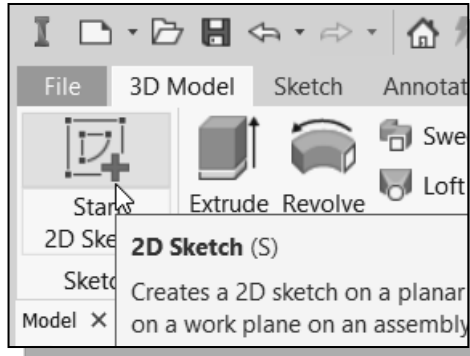 File 3D Model Sketch Annotat
Swe
Loft
Extrude Revolve
Start
2D Ske
Sketc
2D Sketch (S)
Creates a 2D sketch on a planar
on a work plane on an assembly
Model ×